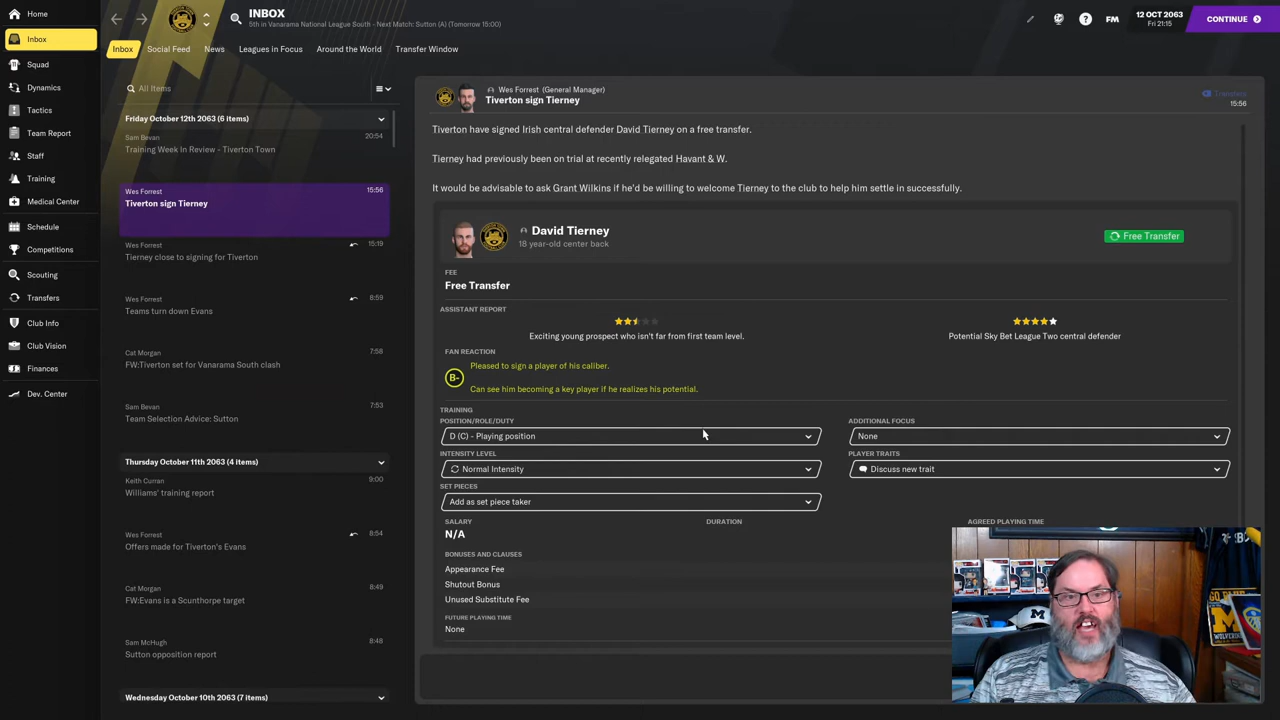 Home
Inbox
Squad
Dynamics
Tactics
Team Report
Staff
Training
Medical Center
Schedule
Competitions
Scouting
Transfers
Club Info
Club Vision
Finances
Dev. Center
INBOX
5th in Vanarama National League South - Next Match: Sutton (A) (Tomorrow 15:00)
FM
12 OCT 2063
Fri 21:15
CONTINUE
Inbox
Social Feed
News
Leagues in Focus
Around the World
Transfer Window
All Items
Friday October 12th 2063 (6 items)
Sam Bevan
20:54
Training Week In Review - Tiverton Town
Wes Forrest
15:56
Tiverton sign Tierney
Wes Forrest
15:19
Tierney close to signing for Tiverton
Wes Forrest
8:59
Teams turn down Evans
Cat Morgan
7:58
FW:Tiverton set for Vanarama South clash
Sam Bevan
7:53
Team Selection Advice: Sutton
Thursday October 11th 2063 (4 items)
Keith Curran
9:00
Williams' training report
Wes Forrest
8:54
Offers made for Tiverton's Evans
Cat Morgan
8:49
FW:Evans is a Scunthorpe target
Sam McHugh
8:48
Sutton opposition report
Wednesday October 10th 2063 (7 items)
Wes Forrest (General Manager)
Tiverton sign Tierney
Transfers
15:56
Tiverton have signed Irish central defender David Tierney on a free transfer.
Tierney had previously been on trial at recently relegated Havant & W.
It would be advisable to ask Grant Wilkins if he'd be willing to welcome Tierney to the club to help him settle in successfully.
David Tierney
18 year-old center back
Free Transfer
FEE
Free Transfer
ASSISTANT REPORT
Exciting young prospect who isn't far from first team level.
Potential Sky Bet League Two central defender
FAN REACTION
B-
Pleased to sign a player of his caliber.
Can see him becoming a key player if he realizes his potential.
TRAINING
POSITION/ROLE/DUTY
D (C) - Playing position
ADDITIONAL FOCUS
None
INTENSITY LEVEL
Normal Intensity
PLAYER TRAITS
Discuss new trait
SET PIECES
Add as set piece taker
SALARY
N/A
DURATION
AGREED PLAYING TIME
BONUSES AND CLAUSES
Appearance Fee
Shutout Bonus
Unused Substitute Fee
FUTURE PLAYING TIME
None